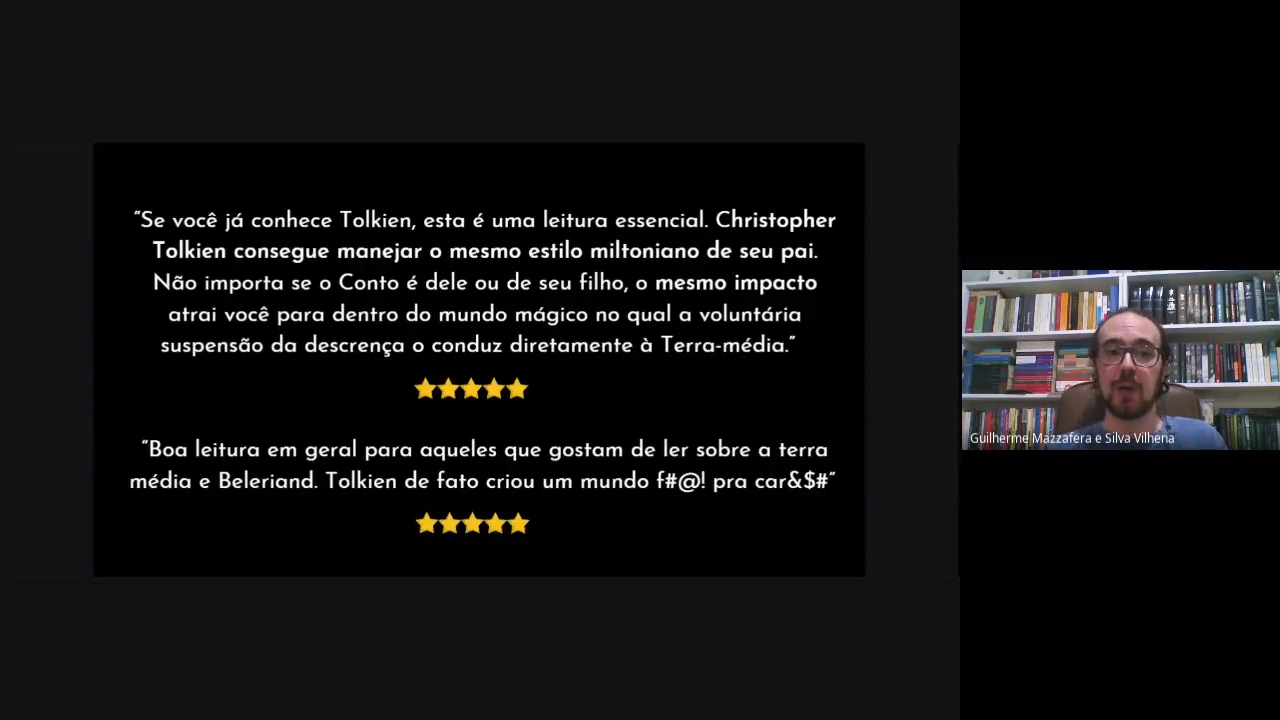 “Se você já conhece Tolkien, esta é uma leitura essencial. Christopher
Tolkien consegue manejar o mesmo estilo miltoniano de seu pai.
Não importa se o Conto é dele ou de seu filho, o mesmo impacto
atrai você para dentro do mundo mágico no qual a voluntária
suspensão da descrença o conduz diretamente à Terra-média.”
“Boa leitura em geral para aqueles que gostam de ler sobre a terra
média e Beleriand. Tolkien de fato criou um mundo f#@! pra car&$#”
Guilherme Mazzafera e Silva Vilhena